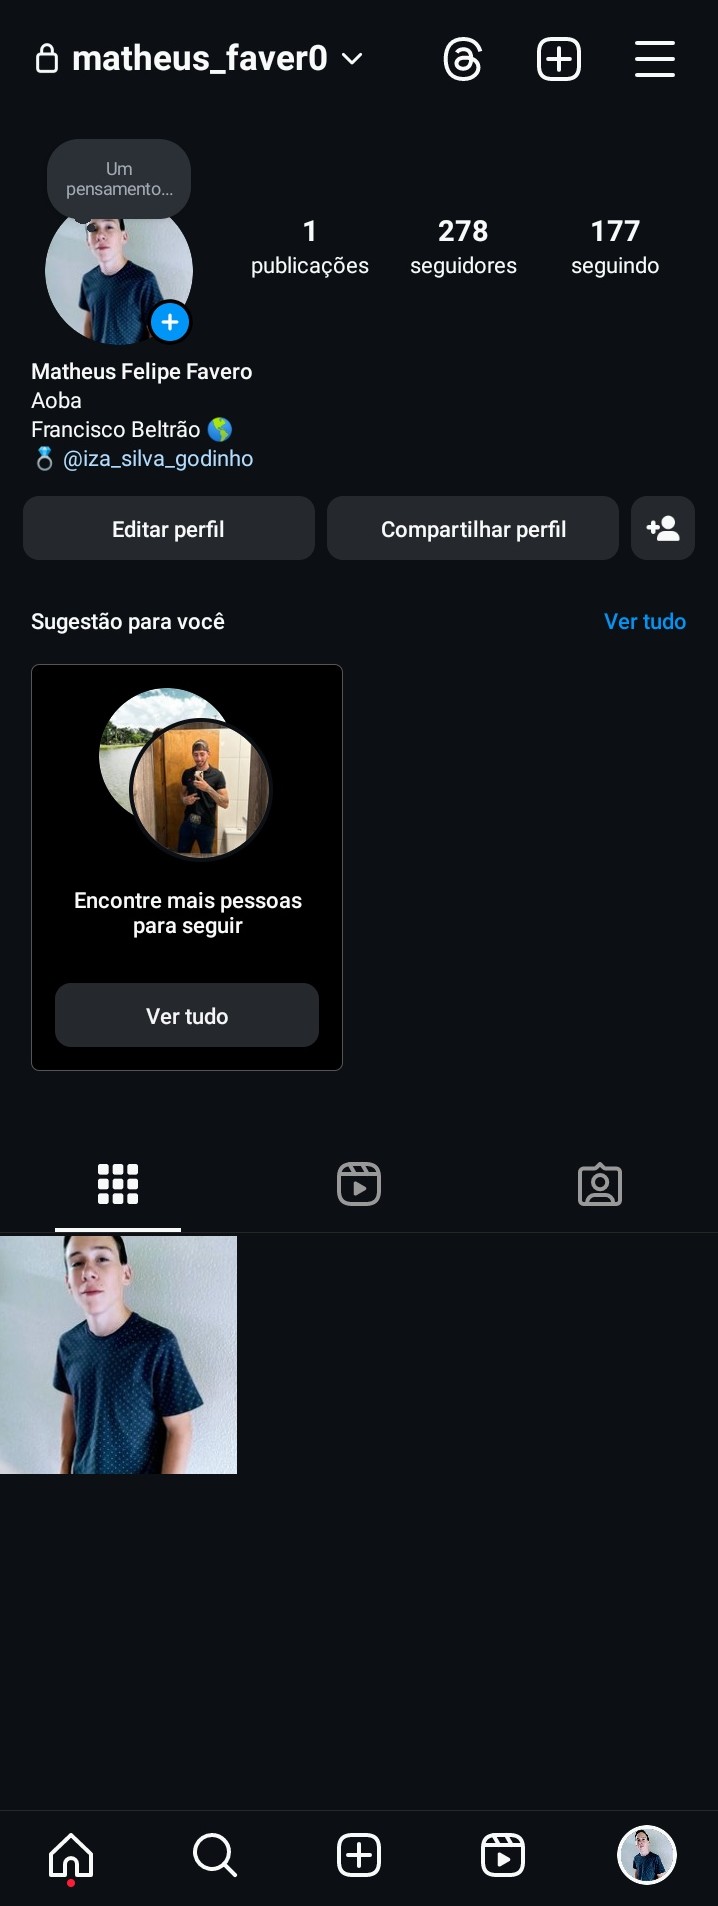 matheus_faver0
Um
pensamento...
1
publicações
278
seguidores
177
seguindo
Matheus Felipe Favero
Aoba
Francisco Beltrão 🌎
💍 @iza_silva_godinho
Editar perfil
Compartilhar perfil
Sugestão para você
Ver tudo
Encontre mais pessoas
para seguir
Ver tudo